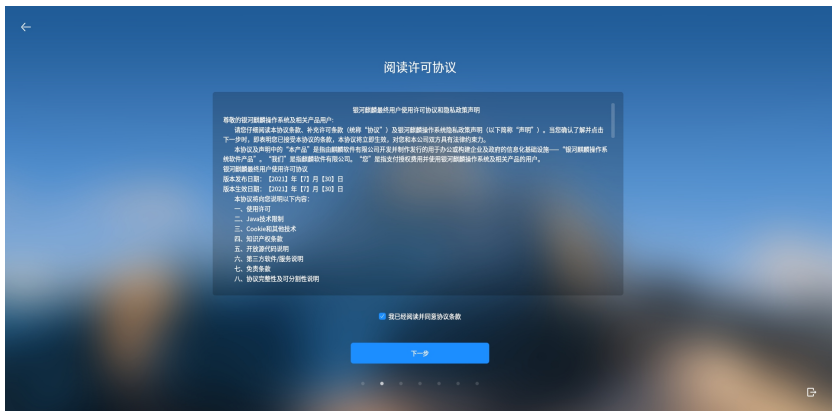 阅读许可协议
银河麒麟最终用户使用许可协议和隐私政策声明
尊敬的银河麒麟操作系统及相关产品用户:
请您仔细阅读本协议条款、补充许可条款（统称“协议”）及银河麒麟操作系统隐私政策声明（以下简称“声明”）。当您确认了解并点击
下一步时，即表明您已接受本协议的条款，本协议将立即生效，对您和本公司双方具有法律约束力。
本协议及声明中的“本产品”是指由麒麟软件有限公司开发并制作发行的用于办公或构建企业及政府的信息化基础设施——“银河麒麟操作系
统软件产品”。“我们”是指麒麟软件有限公司。“您”是指支付授权费用并使用银河麒麟操作系统及相关产品的用户。
银河麒麟最终用户使用许可协议
版本发布日期：【2021】年【7】月【30】日
版本生效日期：【2021】年【7】月【30】日
本协议将向您说明以下内容:
一、使用许可
二、Java技术限制
三、Cookie和其他技术
四、知识产权条款
五、开放源代码说明
六、第三方软件/服务说明
七、免责条款
八、协议完整性及可分割性说明
我已经阅读并同意协议条款
下一步